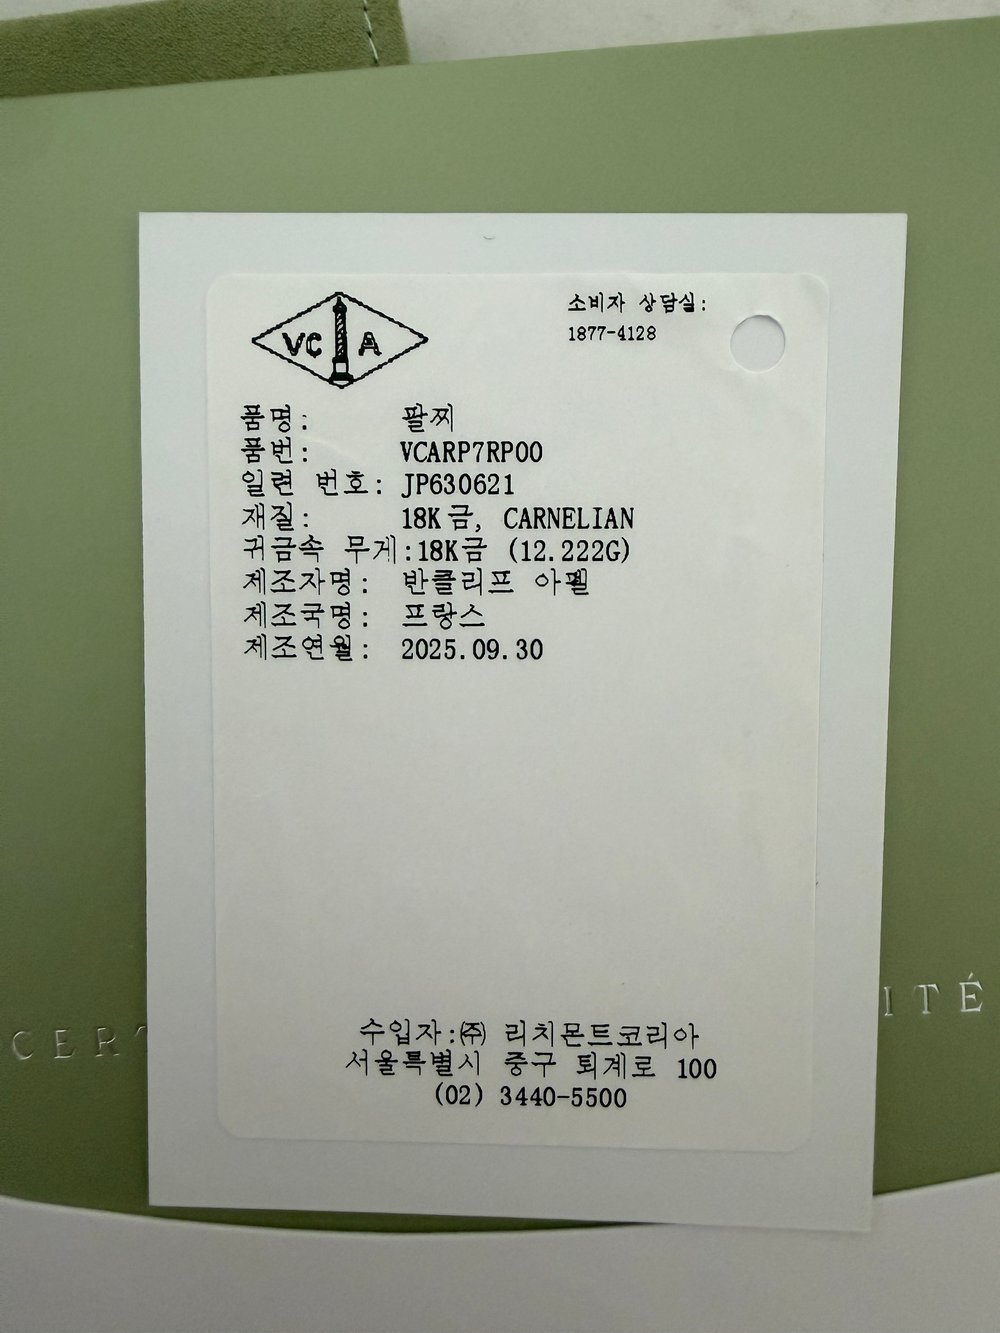 VC A
소비자 상담실:
1877-4128
품명: 팔찌
품번: VCARP7RP00
일련 번호: JP630621
재질: 18K금, CARNELIAN
귀금속 무게:18K금 (12.222G)
제조자명: 반클리프 아펠
제조국명: 프랑스
제조연월: 2025.09.30
CERT ITÉ
수입자:㈜ 리치몬트코리아
서울특별시 중구 퇴계로 100
(02) 3440-5500